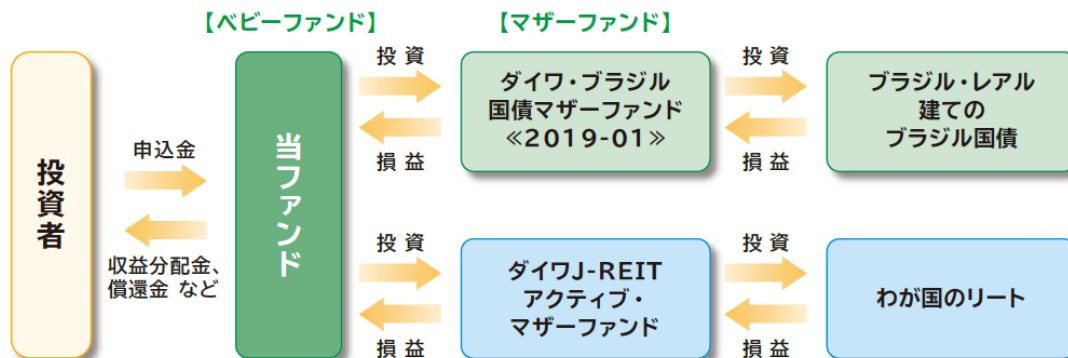 【ベビーファンド】
【マザーファンド】
投資者
申込金
収益分配金、
償還金 など
当ファンド
投 資
損 益
ダイワ・ブラジル
国債マザーファンド
≪2019-01≫
投 資
損 益
ブラジル・レアル
建ての
ブラジル国債
投 資
損 益
ダイワJ-REIT
アクティブ・
マザーファンド
投 資
損 益
わが国のリート